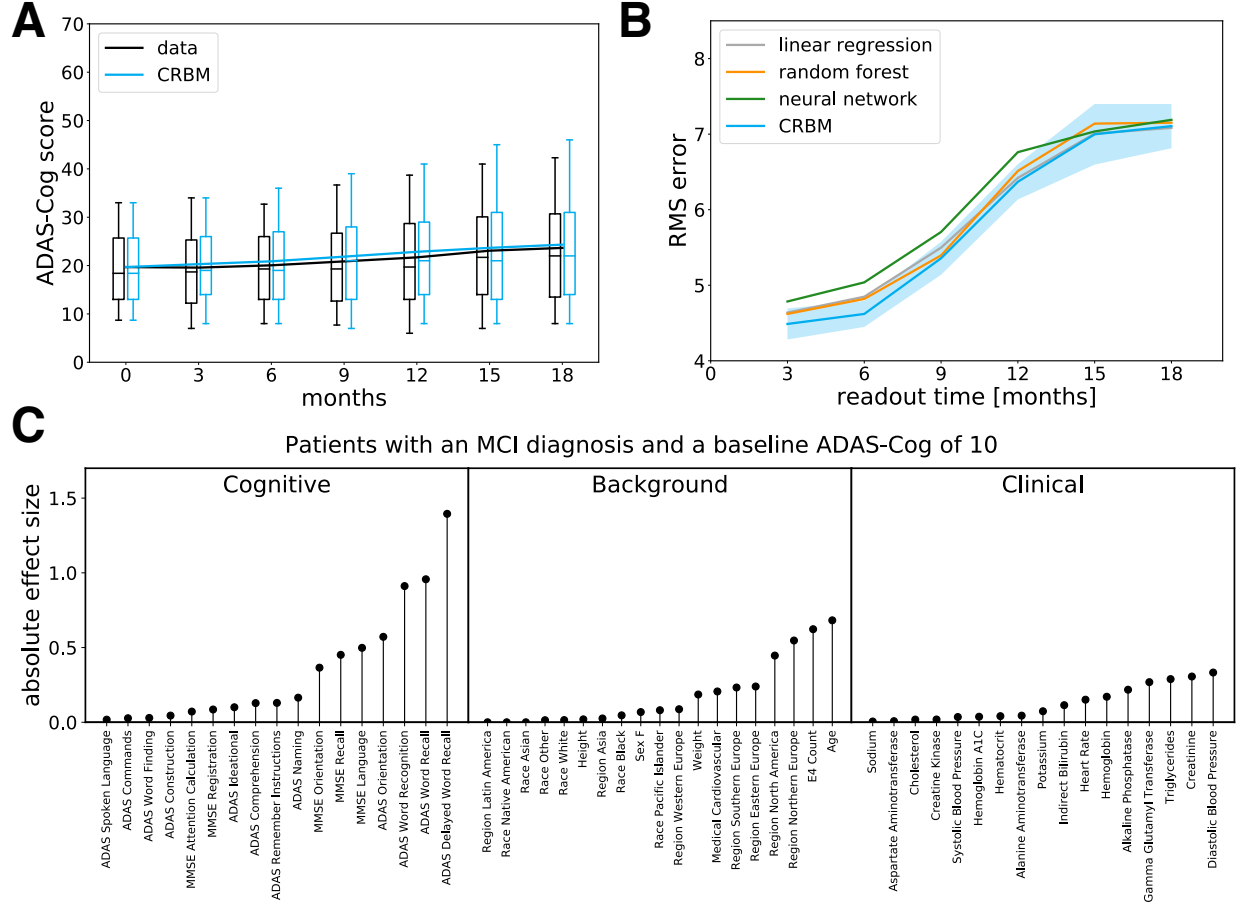 A
70
60
50
40
30
20
10
0
ADAS-Cog score
data
CRBM
0 3 6 9 12 15 18
months
B
8
7
6
5
4
RMS error
linear regression
random forest
neural network
CRBM
0 3 6 9 12 15 18
readout time [months]
C
Patients with an MCI diagnosis and a baseline ADAS-Cog of 10
absolute effect size
1.5
1.0
0.5
0.0
Cognitive
ADAS Spoken Language
ADAS Commands
ADAS Word Finding
ADAS Construction
MMSE Attention Calculation
MMSE Registration
ADAS Ideational
ADAS Comprehension
ADAS Remember Instructions
ADAS Naming
MMSE Orientation
MMSE Recall
MMSE Language
ADAS Orientation
ADAS Word Recognition
ADAS Word Recall
ADAS Delayed Word Recall
Background
Region Latin America
Race Native American
Race Asian
Race Other
Race White
Height
Region Asia
Race Black
Sex F
Race Pacific Islander
Region Western Europe
Weight
Medical Cardiovascular
Region Southern Europe
Region Eastern Europe
Region North America
Region Northern Europe
E4 Count
Age
Clinical
Sodium
Aspartate Aminotransferase
Cholesterol
Creatine Kinase
Systolic Blood Pressure
Hemoglobin A1C
Hematocrit
Alanine Aminotransferase
Potassium
Indirect Bilirubin
Heart Rate
Hemoglobin
Alkaline Phosphatase
Gamma Glutamyl Transferase
Triglycerides
Creatinine
Diastolic Blood Pressure